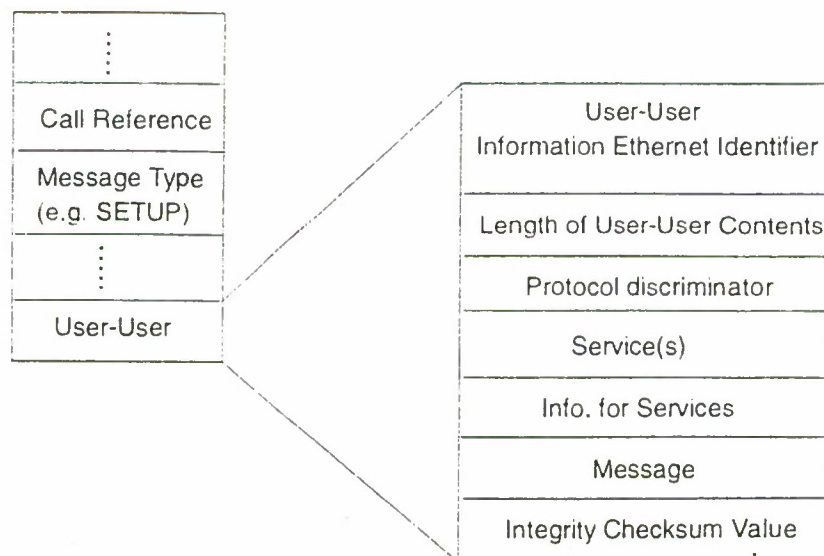 Call Reference
Message Type
(e.g. SETUP)
User-User
User-User
Information Ethernet Identifier
Length of User-User Contents
Protocol discriminator
Service(s)
Info. for Services
Message
Integrity Checksum Value